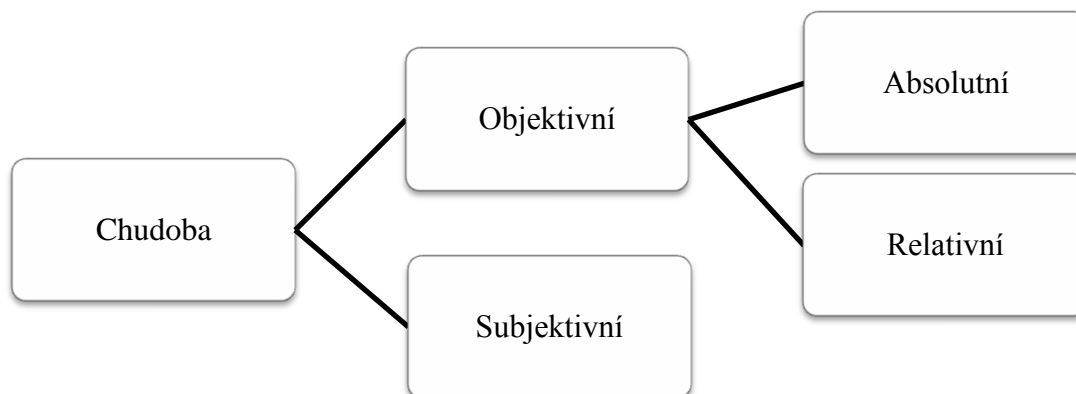 Chudoba
Objektivní
Subjektivní
Absolutní
Relativní